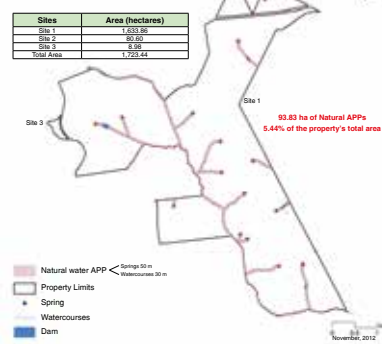 Sites Area (hectares)
Site 1 1,633.86
Site 2 80.60
Site 3 8.98
Total Area 1,723.44
Site 1
Site 3
93.83 ha of Natural APPs
5.44% of the property's total area
Natural water APP
Springs 50 m
Watercourses 30 m
Property Limits
Spring
Watercourses
Dam
November, 2012